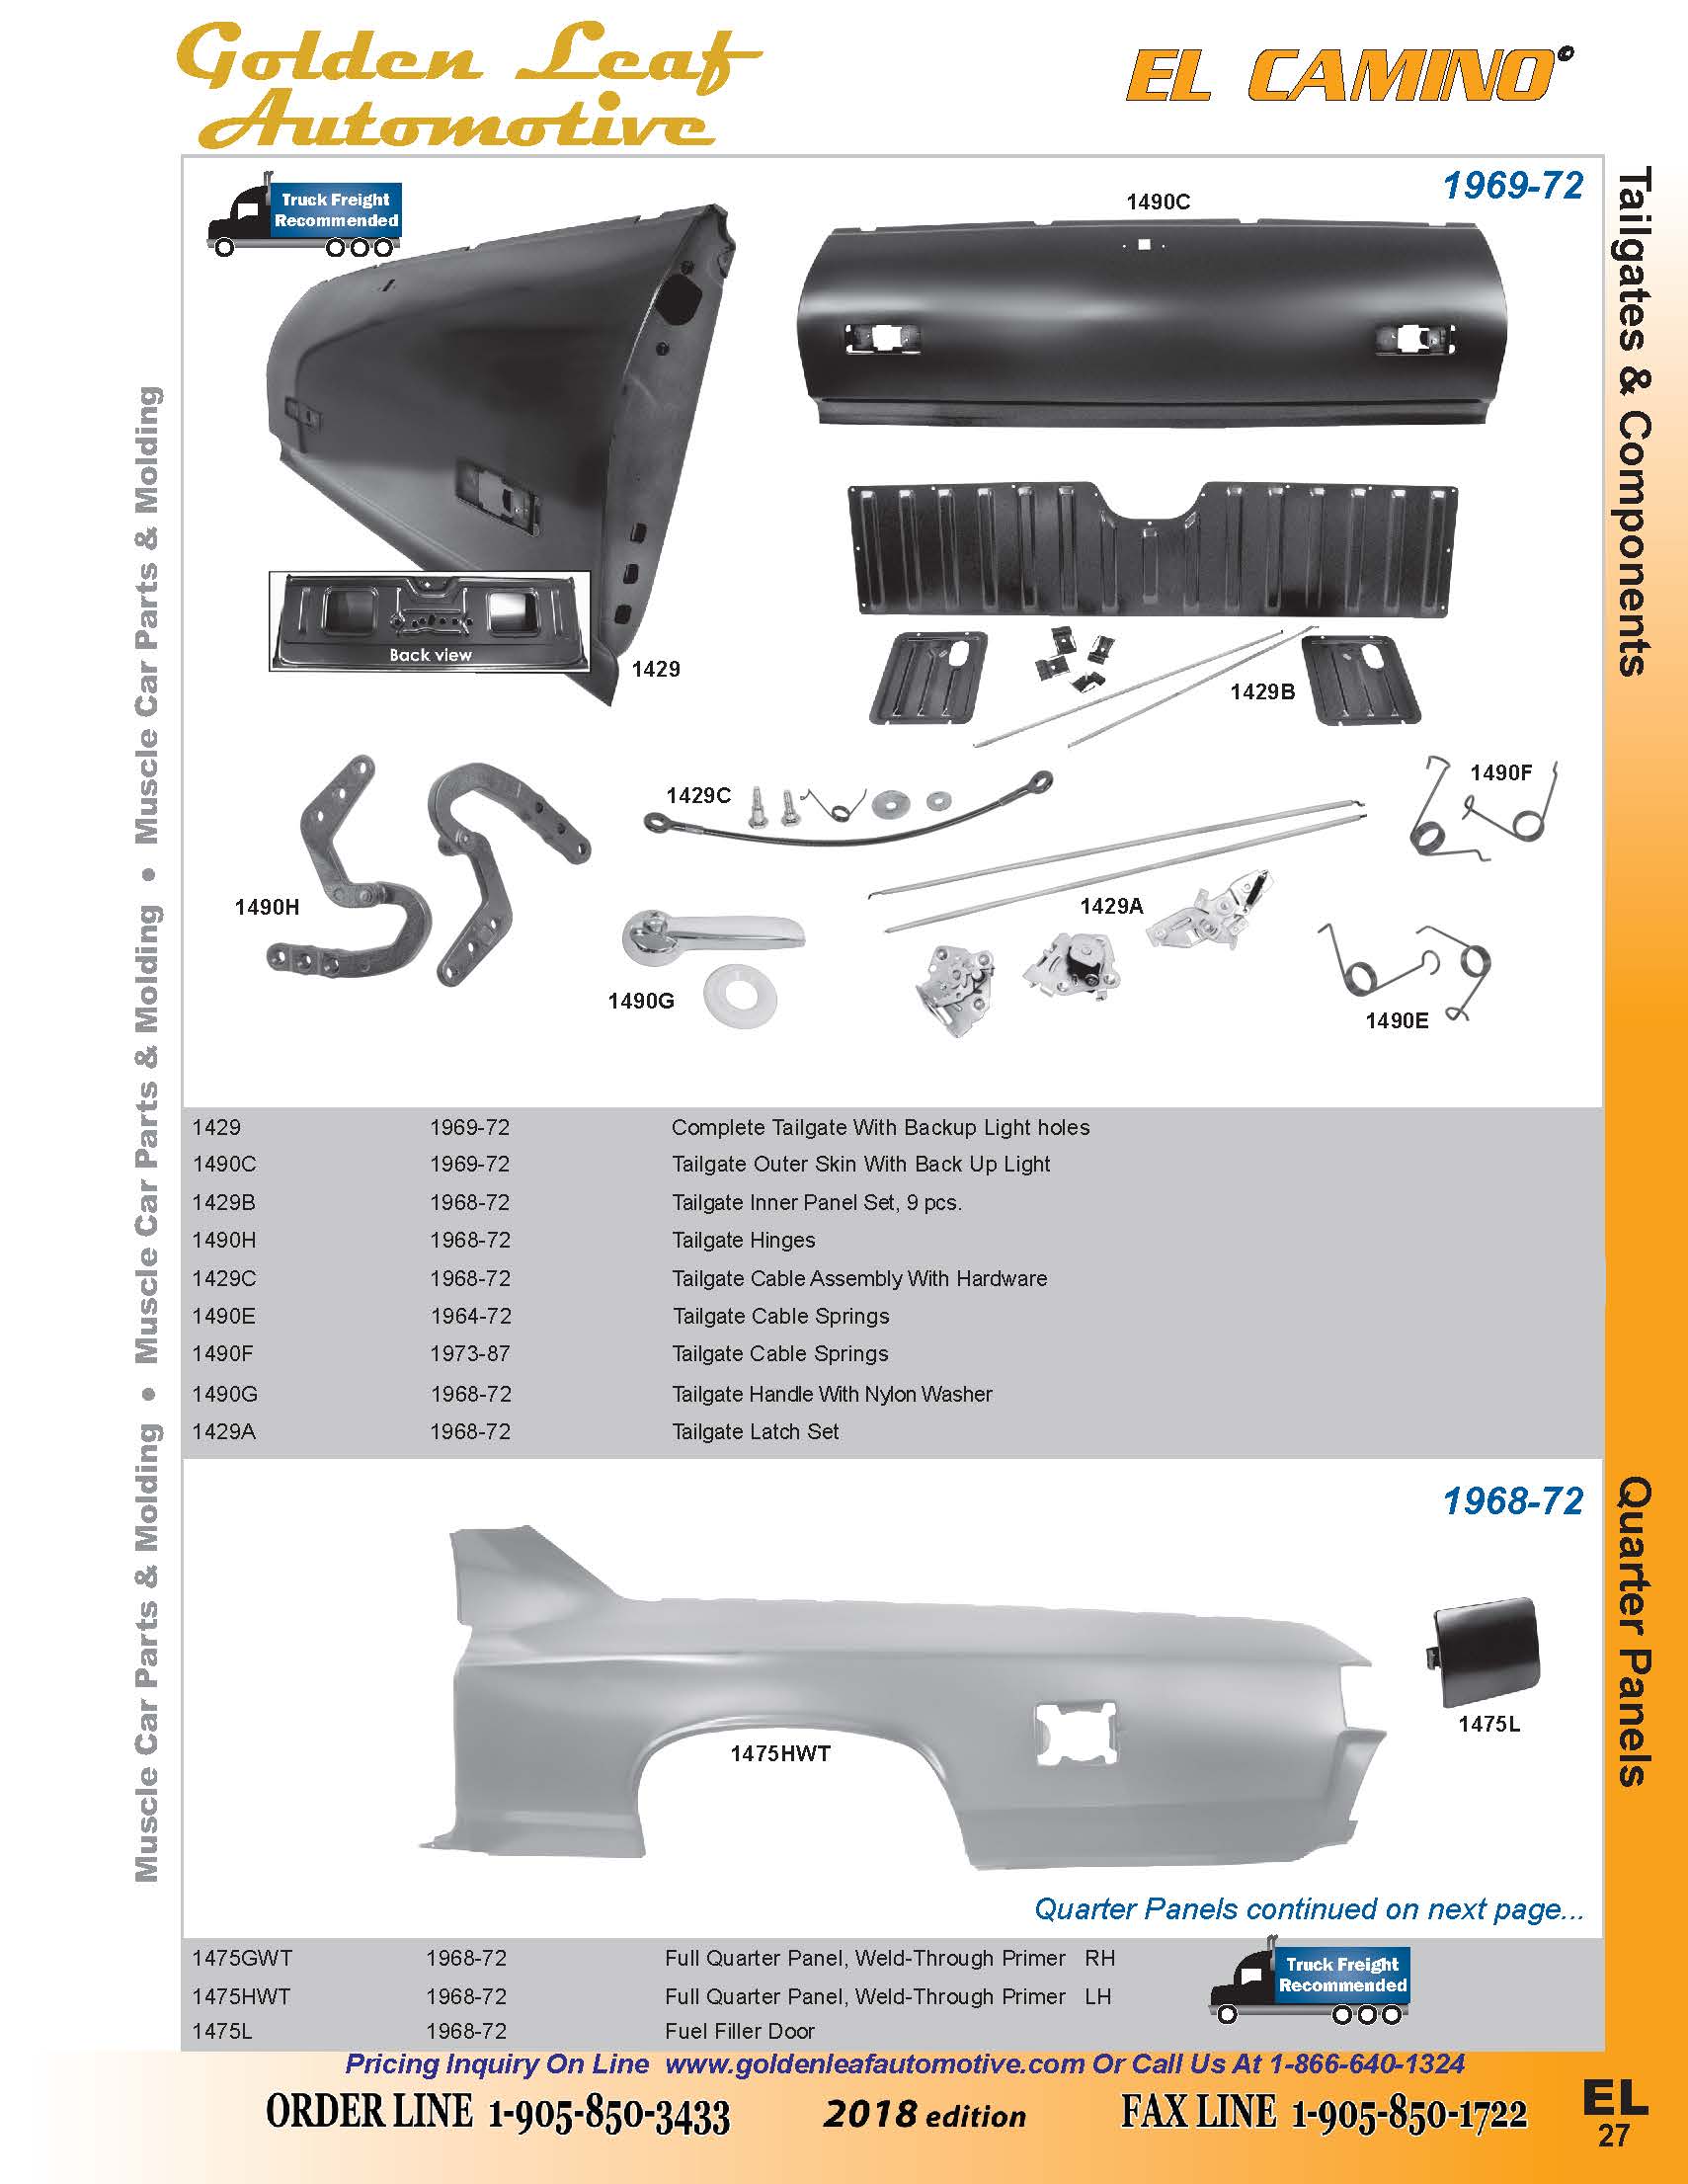 Golden Leaf
Automotive
EL CAMINO
Truck Freight
Recommended
1969-72
1490C
Back view
1429
1429B
1429C
1490F
1490H
1429A
1490G
1490E
1429 1969-72 Complete Tailgate With Backup Light holes
1490C 1969-72 Tailgate Outer Skin With Back Up Light
1429B 1968-72 Tailgate Inner Panel Set, 9 pcs.
1490H 1968-72 Tailgate Hinges
1429C 1968-72 Tailgate Cable Assembly With Hardware
1490E 1964-72 Tailgate Cable Springs
1490F 1973-87 Tailgate Cable Springs
1490G 1968-72 Tailgate Handle With Nylon Washer
1429A 1968-72 Tailgate Latch Set
1968-72
1475L
1475HWT
Quarter Panels continued on next page...
1475GWT 1968-72 Full Quarter Panel, Weld-Through Primer RH
1475HWT 1968-72 Full Quarter Panel, Weld-Through Primer LH
1475L 1968-72 Fuel Filler Door
Truck Freight
Recommended
Pricing Inquiry On Line www.goldenleafautomotive.com Or Call Us At 1-866-640-1324
ORDER LINE 1-905-850-3433 2018 edition FAX LINE 1-905-850-1722
EL
27
Tailgates & Components
Quarter Panels
Muscle Car Parts & Molding • Muscle Car Parts & Molding • Muscle Car Parts & Molding